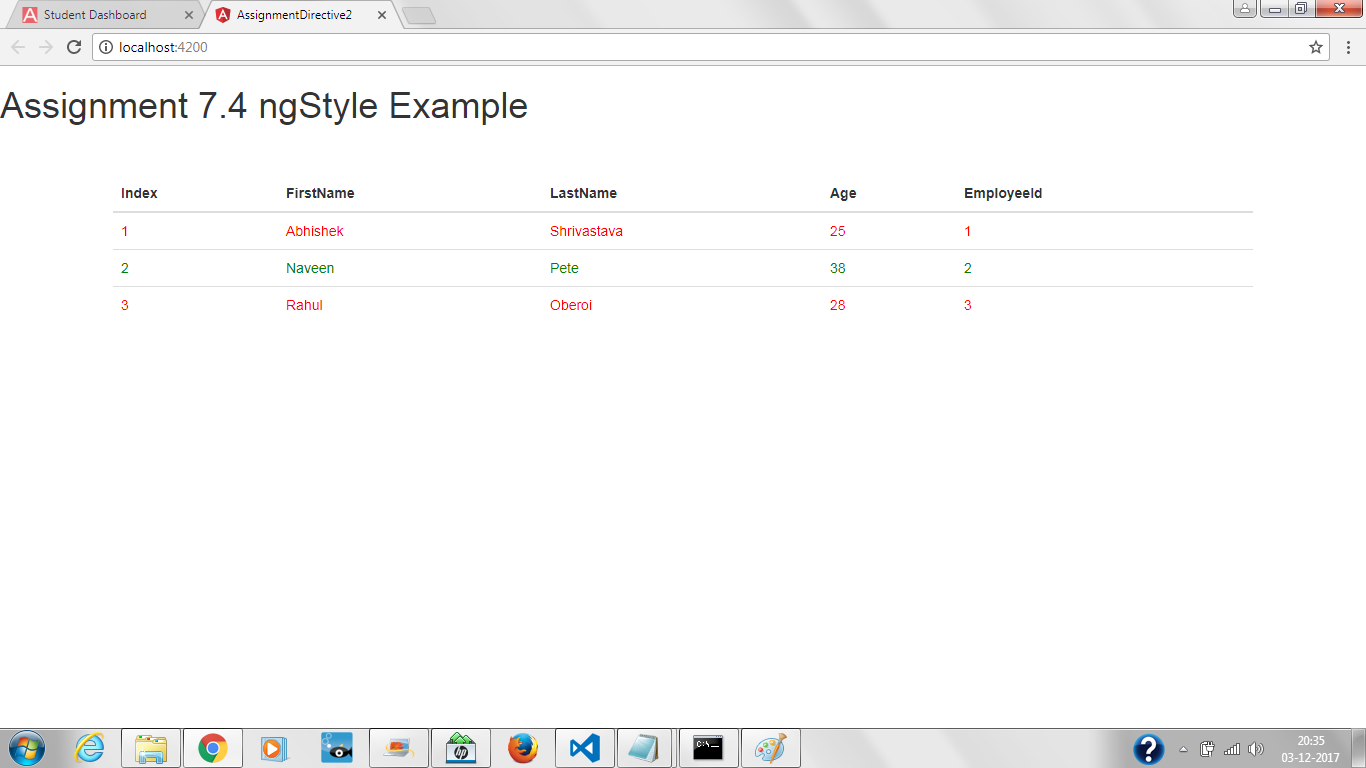 Student Dashboard
AssignmentDirective2
localhost:4200
Assignment 7.4 ngStyle Example
Index FirstName LastName Age EmployeeId
1 Abhishek Shrivastava 25 1
2 Naveen Pete 38 2
3 Rahul Oberoi 28 3
hp
C:\_
20:35
03-12-2017